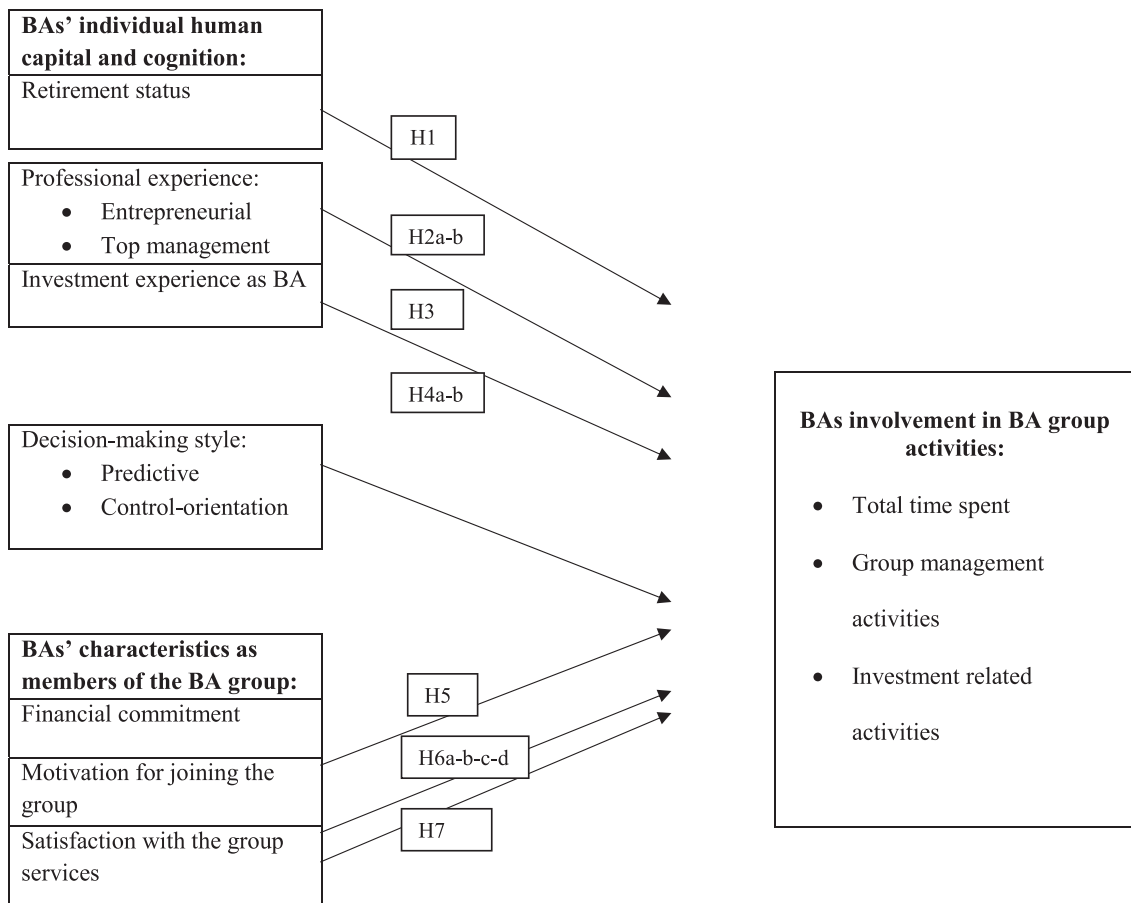 BAs' individual human
capital and cognition:
Retirement status
Professional experience:
• Entrepreneurial
• Top management
Investment experience as BA
Decision-making style:
• Predictive
• Control-orientation
BAs' characteristics as
members of the BA group:
Financial commitment
Motivation for joining the
group
Satisfaction with the group
services
H1
H2a-b
H3
H4a-b
H5
H6a-b-c-d
H7
BAs involvement in BA group
activities:
• Total time spent
• Group management
activities
• Investment related
activities